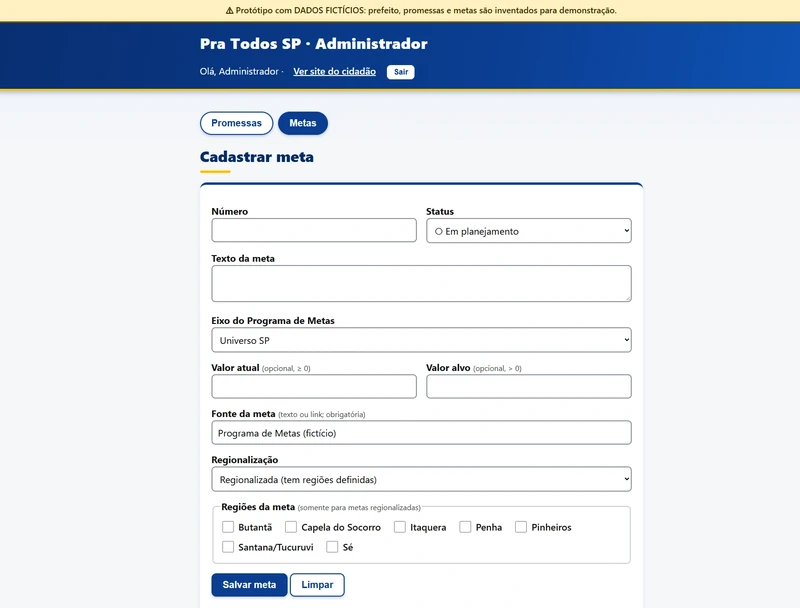 ⚠ Protótipo com DADOS FICTÍCIOS: prefeito, promessas e metas são inventados para demonstração.
Pra Todos SP · Administrador
Olá, Administrador · Ver site do cidadão Sair
Promessas Metas
Cadastrar meta
Número Status
○ Em planejamento
Texto da meta
Eixo do Programa de Metas
Universo SP
Valor atual (opcional, ≥ 0) Valor alvo (opcional, > 0)
Fonte da meta (texto ou link; obrigatória)
Programa de Metas (fictício)
Regionalização
Regionalizada (tem regiões definidas)
Regiões da meta (somente para metas regionalizadas)
Butantã Capela do Socorro Itaquera Penha Pinheiros
Santana/Tucuruvi Sé
Salvar meta Limpar